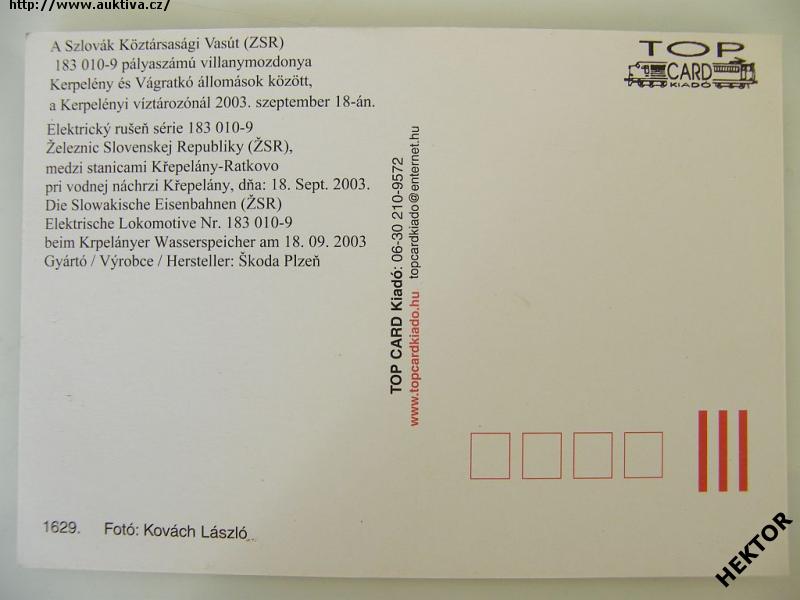 http://www.auktiva.cz/
A Szlovák Köztársasági Vasút (ZSR)
183 010-9 pályaszámú villanymozdonya
Kerpelény és Vágratkó állomások között,
a Kerpelényi víztározónál 2003. szeptember 18-án.
Elektrický rušeň série 183 010-9
Železnic Slovenskej Republiky (ŽSR),
medzi stanicami Křepelány-Ratkovo
pri vodnej náchrzi Křepelány, dňa: 18. Sept. 2003.
Die Slowakische Eisenbahnen (ŽSR)
Elektrische Lokomotive Nr. 183 010-9
beim Krpelányer Wasserspeicher am 18. 09. 2003
Gyártó / Výrobce / Hersteller: Škoda Plzeň
1629. Fotó: Kovách László
TOP CARD Kiadó: 06-30 210-9572
www.topcardkiado.hu topcardkiado@enternet.hu
TOP
CARD
KIADÓ
HEKTOR